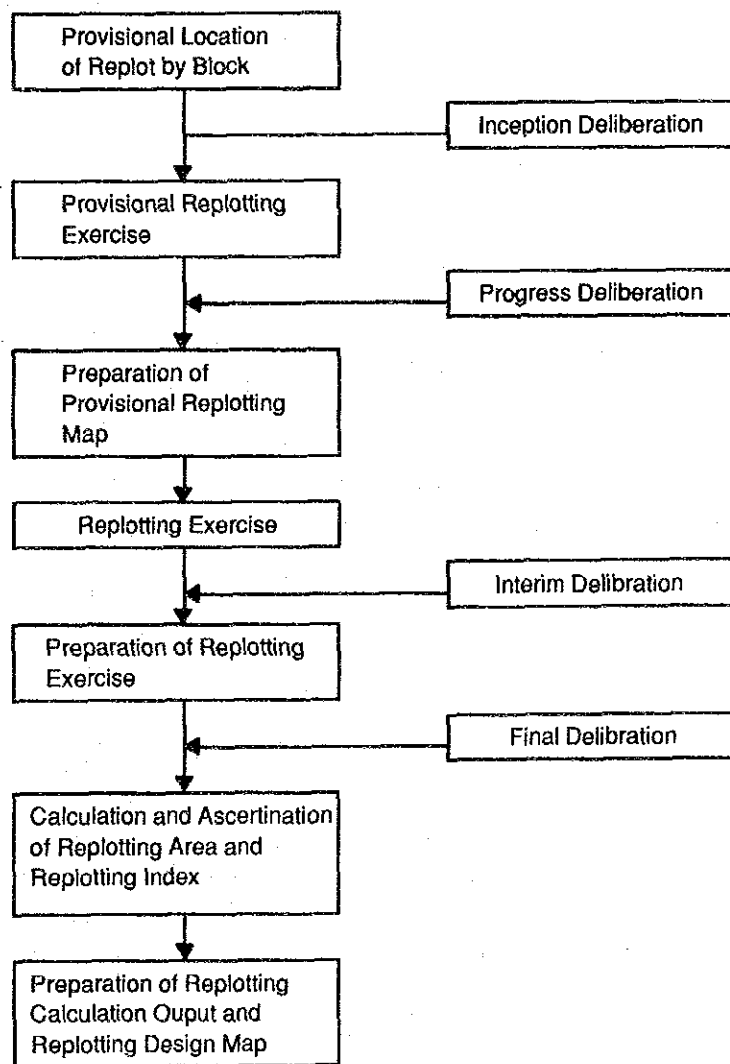 Provisional Location
of Replot by Block
Inception Deliberation
Provisional Replotting
Exercise
Progress Deliberation
Preparation of
Provisional Replotting
Map
Replotting Exercise
Interim Delibration
Preparation of Replotting
Exercise
Final Delibration
Calculation and Ascertination
of Replotting Area and
Replotting Index
Preparation of Replotting
Calculation Ouput and
Replotting Design Map